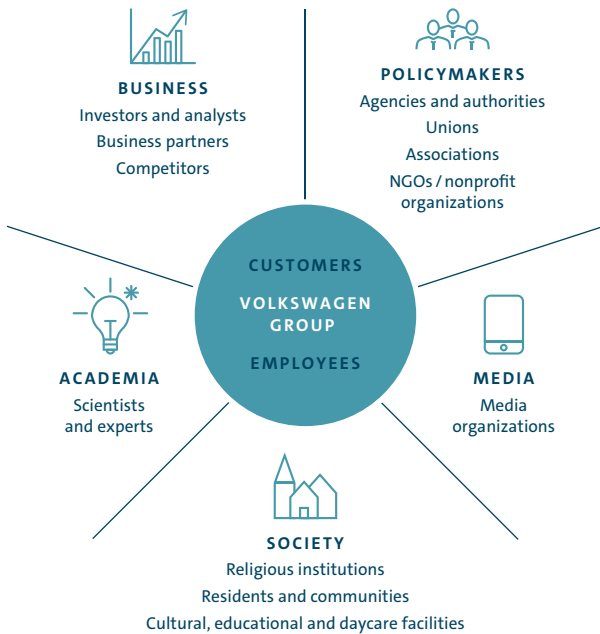 BUSINESS
Investors and analysts
Business partners
Competitors
POLICYMAKERS
Agencies and authorities
Unions
Associations
NGOs / nonprofit
organizations
CUSTOMERS
VOLKSWAGEN
GROUP
EMPLOYEES
ACADEMIA
Scientists
and experts
MEDIA
Media
organizations
SOCIETY
Religious institutions
Residents and communities
Cultural, educational and daycare facilities